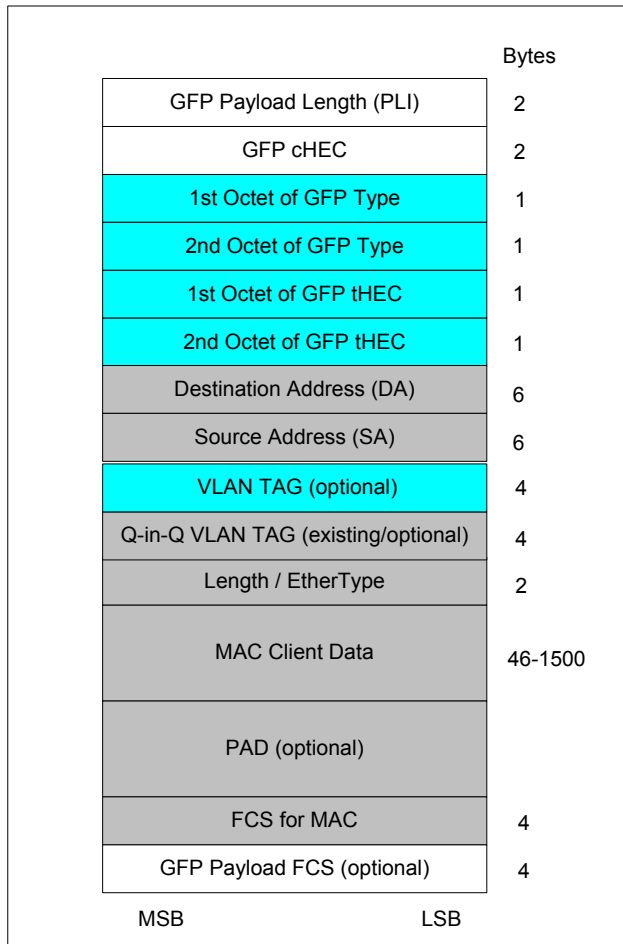 Bytes
GFP Payload Length (PLI) 2
GFP cHEC 2
1st Octet of GFP Type 1
2nd Octet of GFP Type 1
1st Octet of GFP tHEC 1
2nd Octet of GFP tHEC 1
Destination Address (DA) 6
Source Address (SA) 6
VLAN TAG (optional) 4
Q-in-Q VLAN TAG (existing/optional) 4
Length / EtherType 2
MAC Client Data 46-1500
PAD (optional)
FCS for MAC 4
GFP Payload FCS (optional) 4
MSB LSB